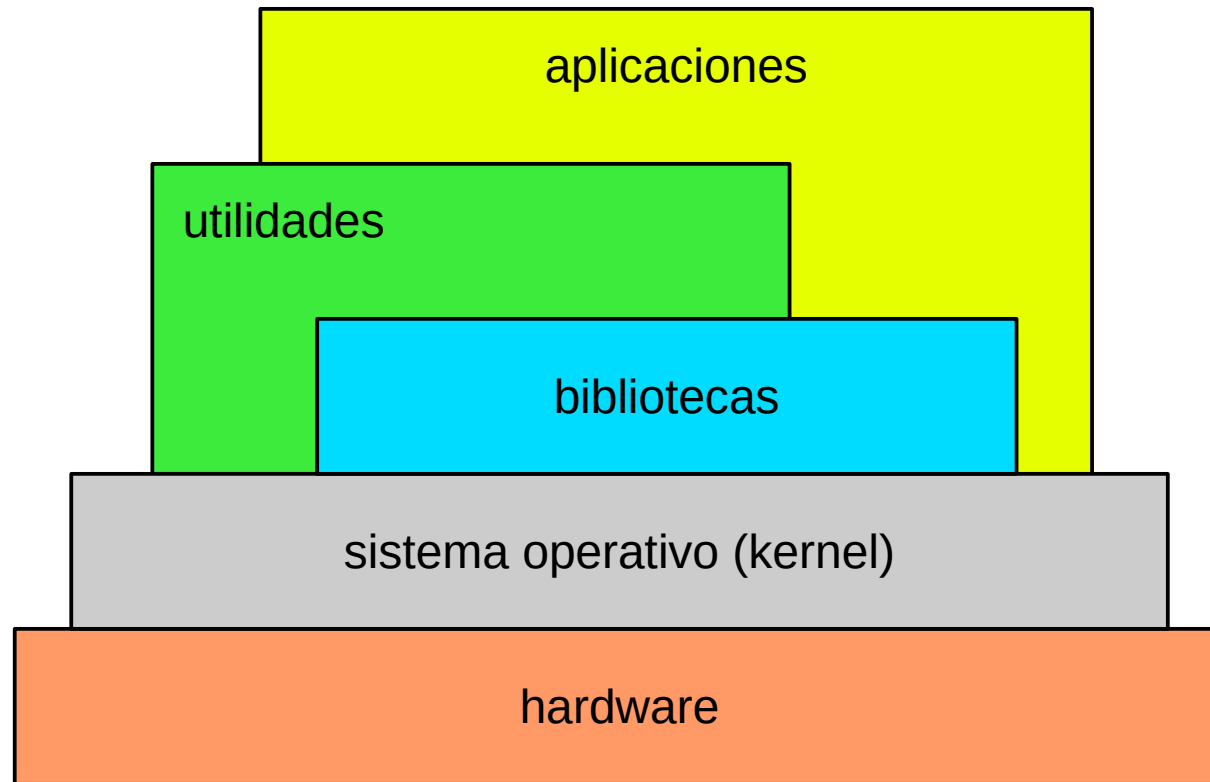 aplicaciones
utilidades
bibliotecas
sistema operativo (kernel)
hardware